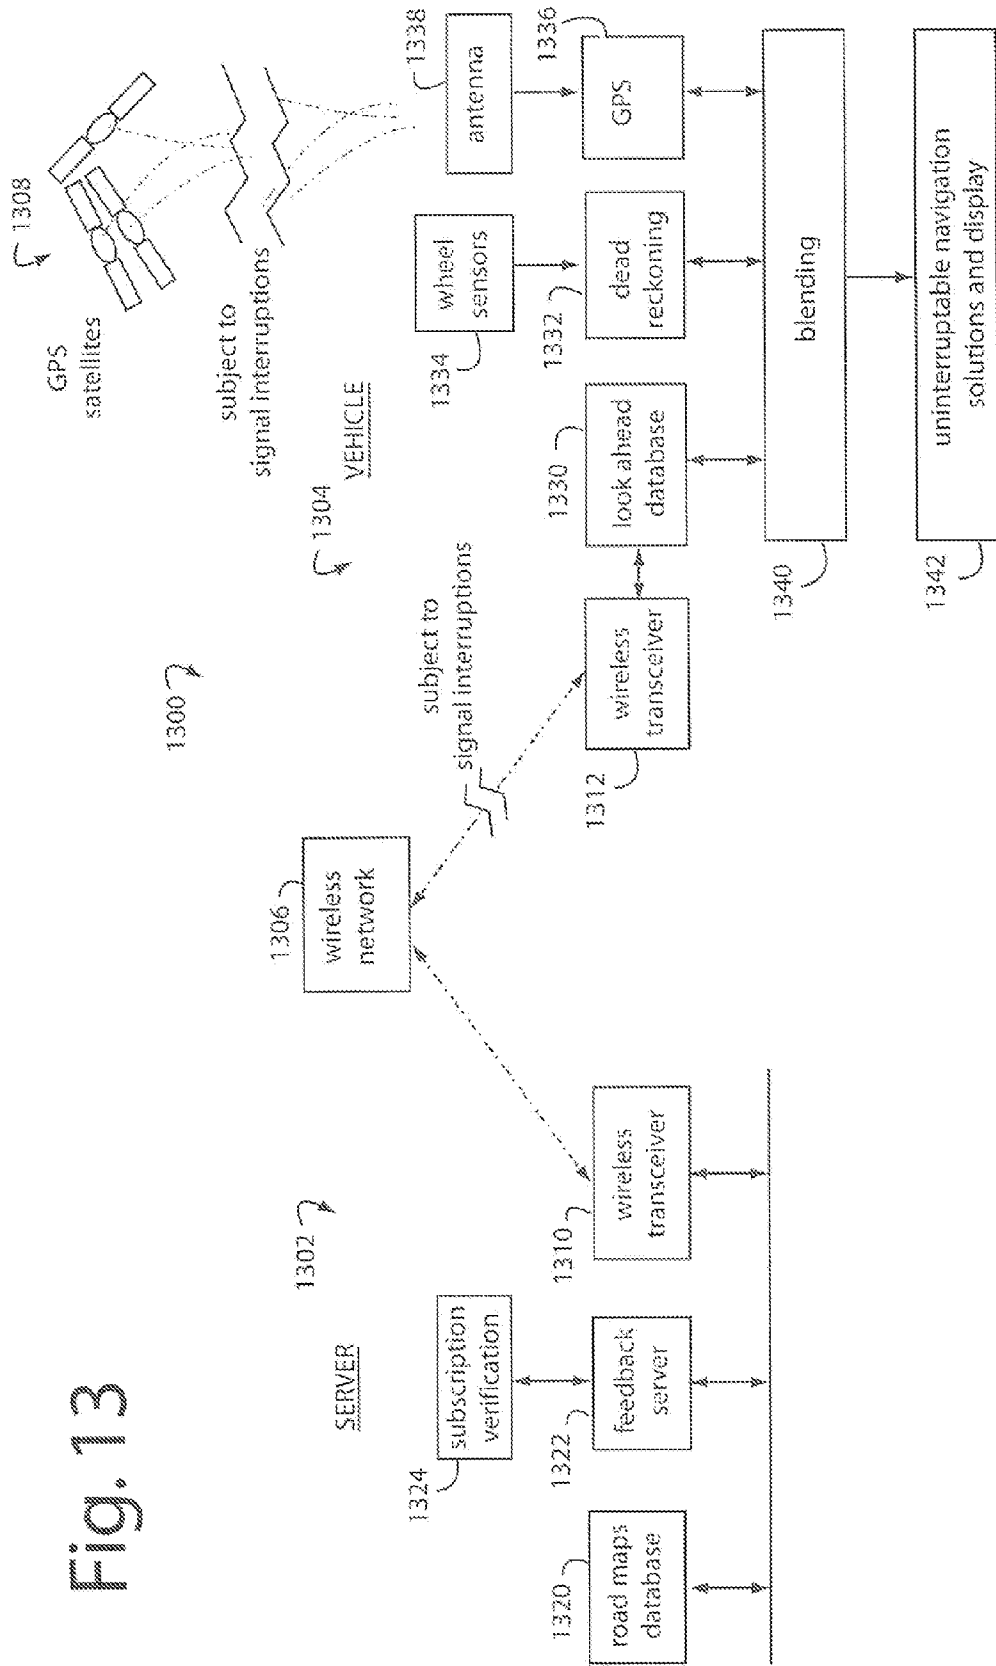 Fig. 13
1300
1308
GPS
satellites
subject to
signal interruptions
SERVER
1302
1306
wireless
network
1304
VEHICLE
subject to
signal interruptions
1324
subscription
verification
1334
wheel
sensors
1338
antenna
1320
road maps
database
1322
feedback
server
1310
wireless
transceiver
1312
wireless
transceiver
1330
look ahead
database
1332
dead
reckoning
1336
GPS
1340
blending
1342
uninterruptable navigation
solutions and display